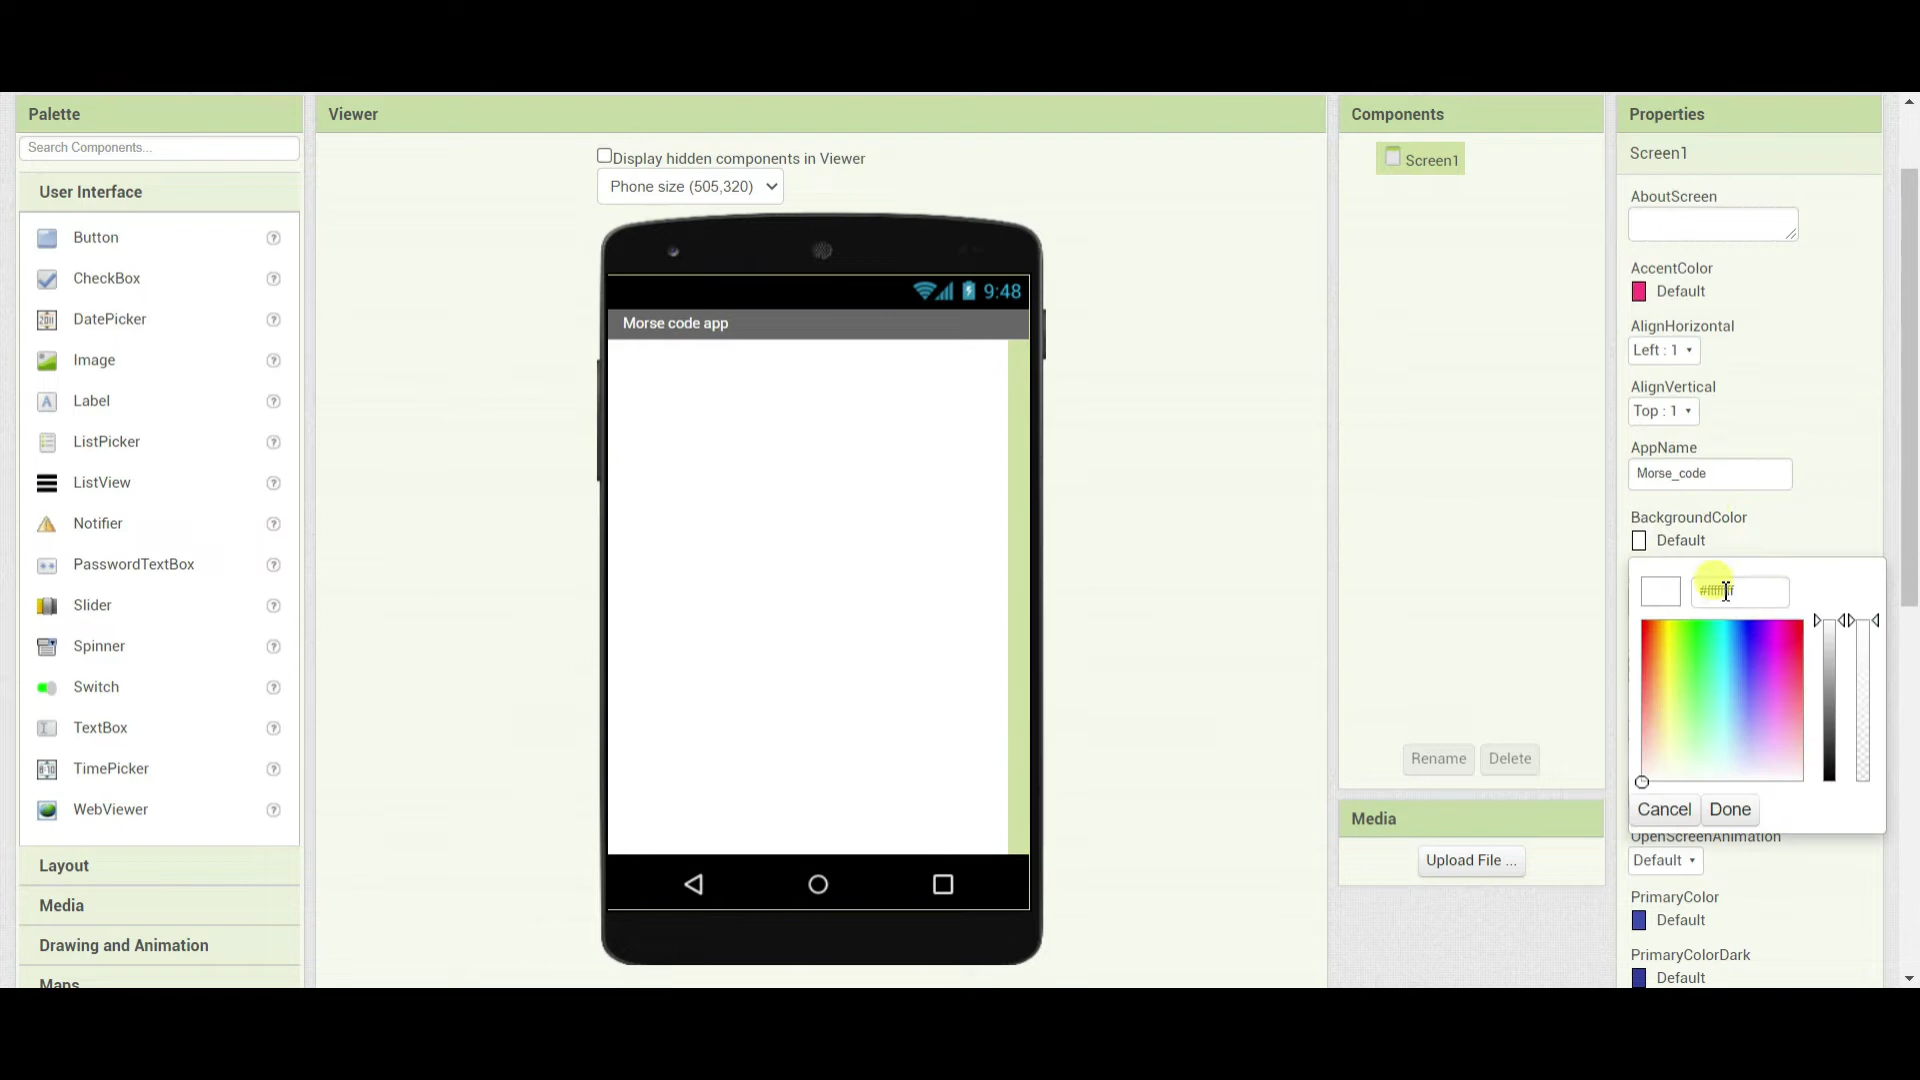 Palette
Search Components...
User Interface
Button
CheckBox
DatePicker
Image
Label
ListPicker
ListView
Notifier
PasswordTextBox
Slider
Spinner
Switch
TextBox
TimePicker
WebViewer
Layout
Media
Drawing and Animation
Maps
Viewer
Display hidden components in Viewer
Phone size (505,320)
9:48
Morse code app
Components
Screen1
Rename
Delete
Media
Upload File ...
Properties
Screen1
AboutScreen
AccentColor
Default
AlignHorizontal
Left : 1
AlignVertical
Top : 1
AppName
Morse_code
BackgroundColor
Default
Cancel
Done
OpenScreenAnimation
Default
PrimaryColor
Default
PrimaryColorDark
Default